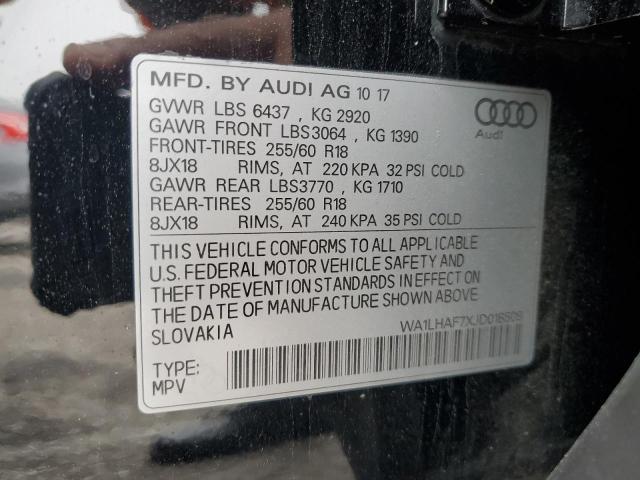 MFD. BY AUDI AG 10 17
GVWR LBS 6437 , KG 2920
GAWR FRONT LBS3064 , KG 1390
FRONT-TIRES 255/60 R18
8JX18 RIMS, AT 220 KPA 32 PSI COLD
GAWR REAR LBS3770 , KG 1710
REAR-TIRES 255/60 R18
8JX18 RIMS, AT 240 KPA 35 PSI COLD
Audi
THIS VEHICLE CONFORMS TO ALL APPLICABLE
U.S. FEDERAL MOTOR VEHICLE SAFETY AND
THEFT PREVENTION STANDARDS IN EFFECT ON
THE DATE OF MANUFACTURE SHOWN ABOVE
SLOVAKIA
TYPE:
MPV